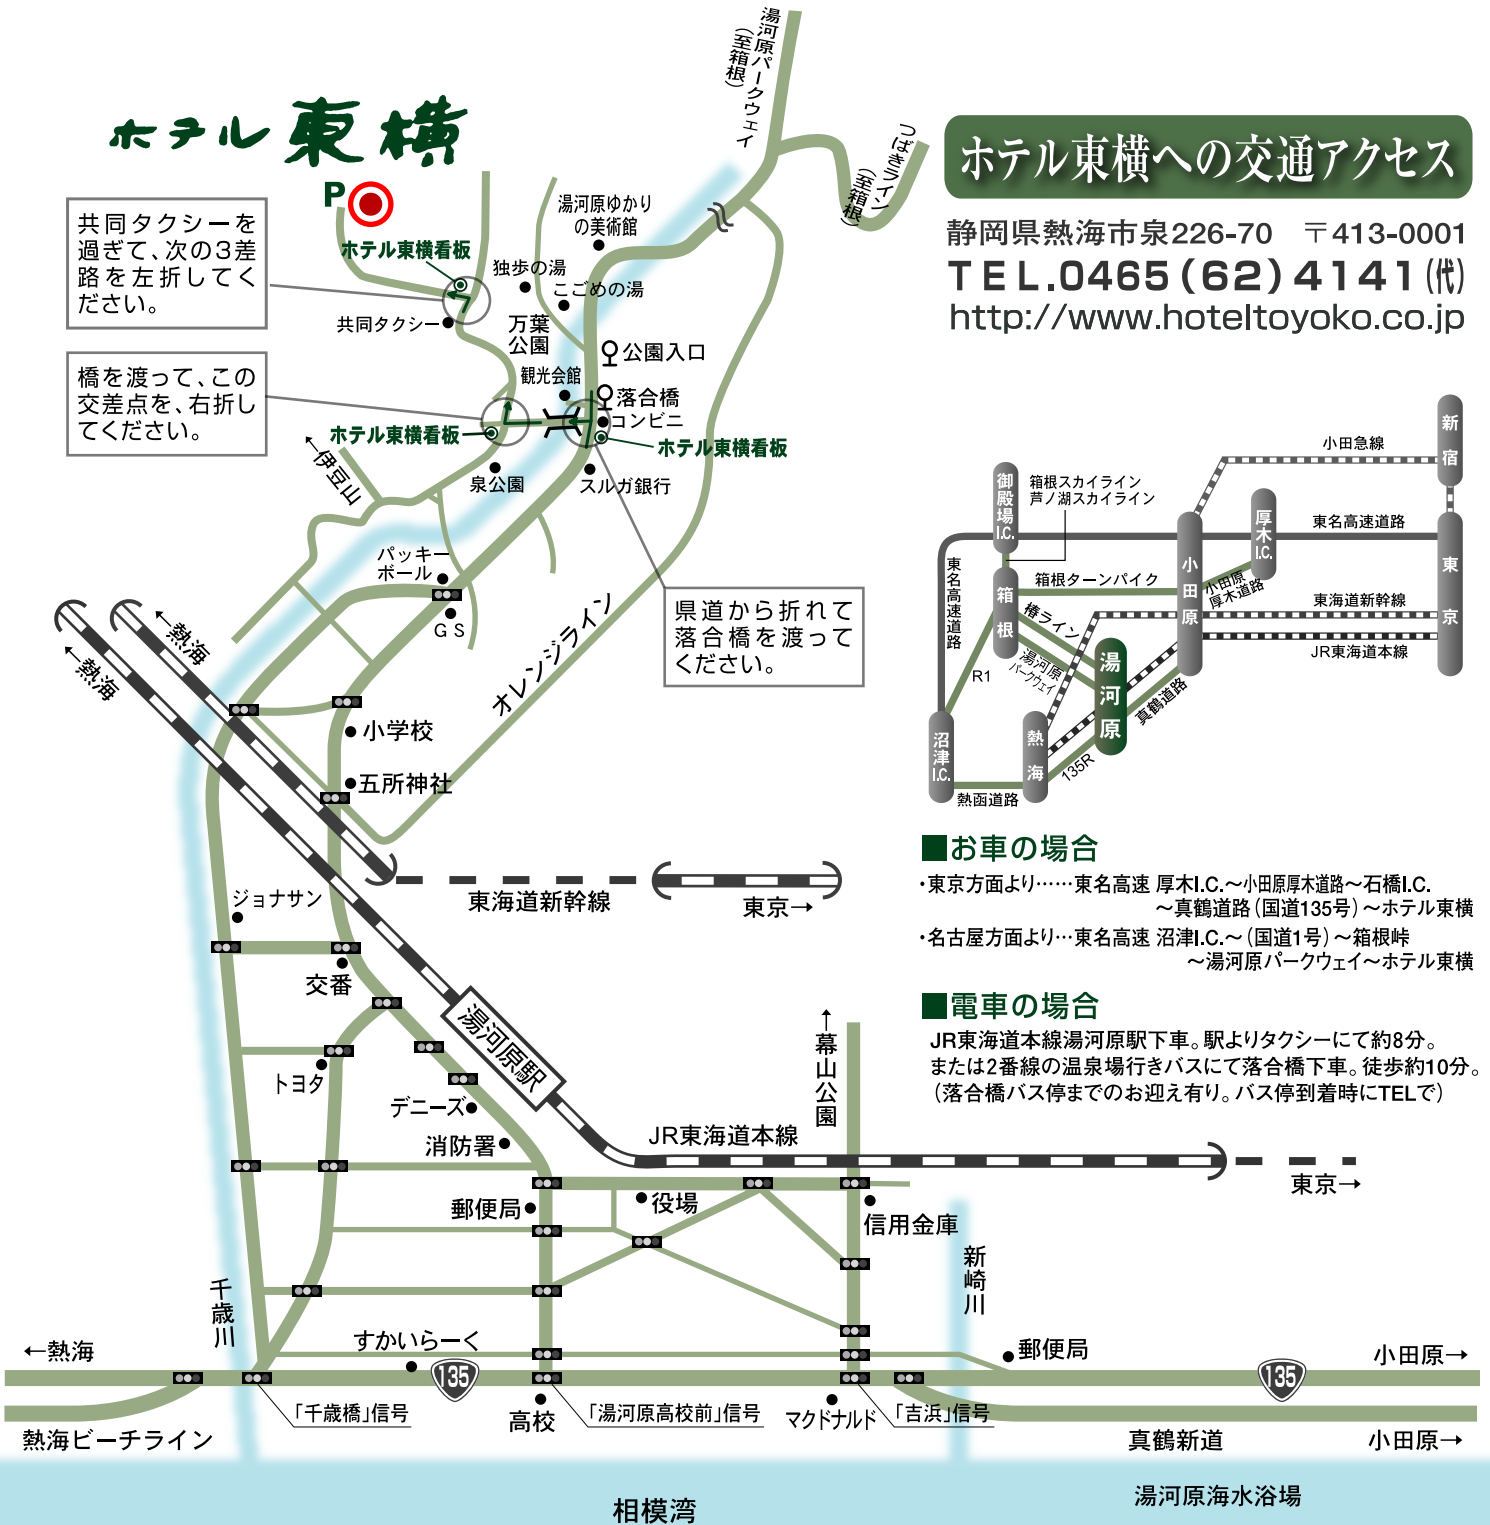 湯河原パークウェイ
(至箱根)
つばきライン
(至箱根)
ホテル 東横
P
共同タクシーを
過ぎて、次の3差
路を左折してく
ださい。
ホテル東横看板
共同タクシー
独歩の湯
湯河原ゆかり
の美術館
こごめの湯
万葉
公園
公園入口
観光会館
落合橋
コンビニ
橋を渡って、この
交差点を、右折し
てください。
ホテル東横看板
ホテル東横看板
←伊豆山
泉公園
スルガ銀行
パッキー
ボール
GS
県道から折れて
落合橋を渡って
ください。
オレンジライン
←熱海
←熱海
小学校
五所神社
東海道新幹線
東京→
ジョナサン
交番
トヨタ
デニーズ
消防署
湯河原駅
↑幕山公園
JR東海道本線
東京→
郵便局
役場
信用金庫
新崎川
千歳川
すかいらーく
135
郵便局
135
←熱海
小田原→
「千歳橋」信号
高校
「湯河原高校前」信号
マクドナルド
「吉浜」信号
熱海ビーチライン
真鶴新道
小田原→
相模湾
湯河原海水浴場
ホテル東横への交通アクセス
静岡県熱海市泉226-70 〒413-0001
TEL.0465(62)4141(代)
http://www.hoteltoyoko.co.jp
新宿
小田急線
御殿場I.C.
箱根スカイライン
芦ノ湖スカイライン
厚木I.C.
東名高速道路
東名高速道路
小田原
東京
箱根
箱根ターンパイク
小田原
厚木道路
東海道新幹線
椿ライン
JR東海道本線
湯河原
パークウェイ
湯河原
R1
真鶴道路
沼津I.C.
熱海
135R
熱函道路
■お車の場合
・東京方面より……東名高速 厚木I.C.～小田原厚木道路～石橋I.C.
～真鶴道路(国道135号)～ホテル東横
・名古屋方面より…東名高速 沼津I.C.～(国道1号)～箱根峠
～湯河原パークウェイ～ホテル東横
■電車の場合
JR東海道本線湯河原駅下車。駅よりタクシーにて約8分。
または2番線の温泉場行きバスにて落合橋下車。徒歩約10分。
(落合橋バス停までのお迎え有り。バス停到着時にTELで)